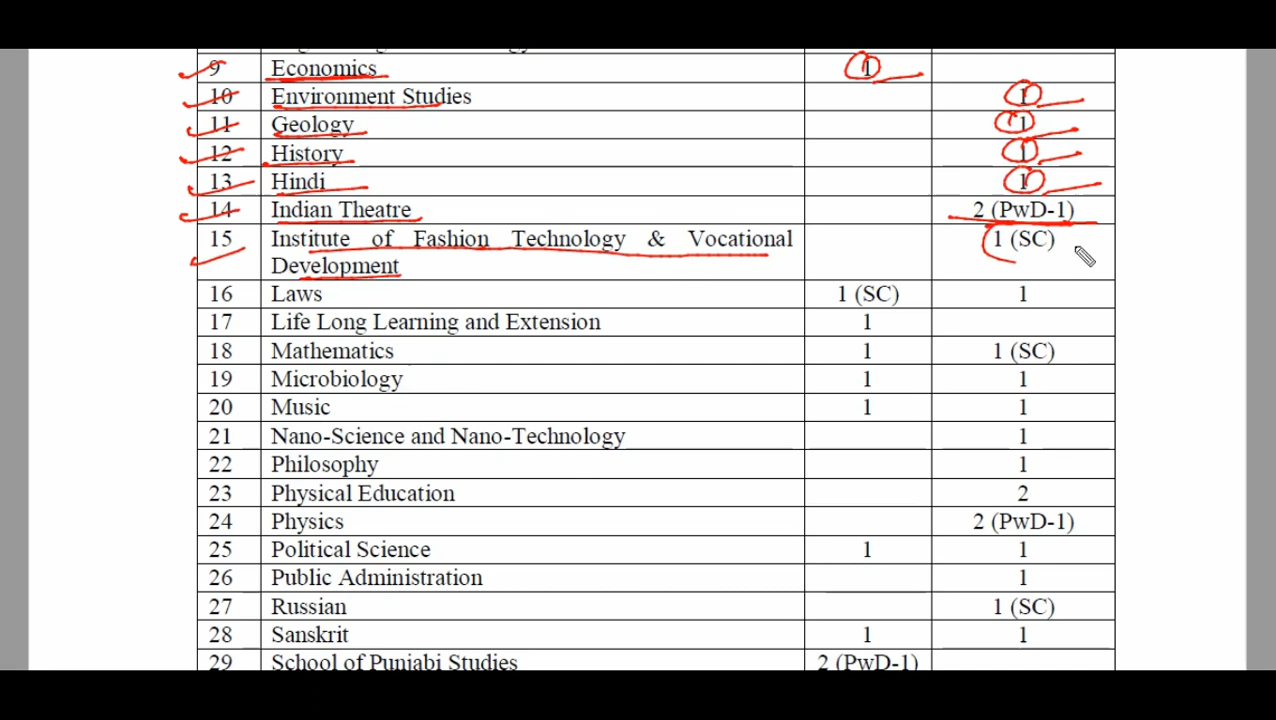 9 Economics 1
10 Environment Studies 1
11 Geology 1
12 History 1
13 Hindi 1
14 Indian Theatre 2 (PwD-1)
15 Institute of Fashion Technology & Vocational 1 (SC)
Development
16 Laws 1 (SC) 1
17 Life Long Learning and Extension 1
18 Mathematics 1 1 (SC)
19 Microbiology 1 1
20 Music 1 1
21 Nano-Science and Nano-Technology 1
22 Philosophy 1
23 Physical Education 2
24 Physics 2 (PwD-1)
25 Political Science 1 1
26 Public Administration 1
27 Russian 1 (SC)
28 Sanskrit 1 1
29 School of Punjabi Studies 2 (PwD-1)